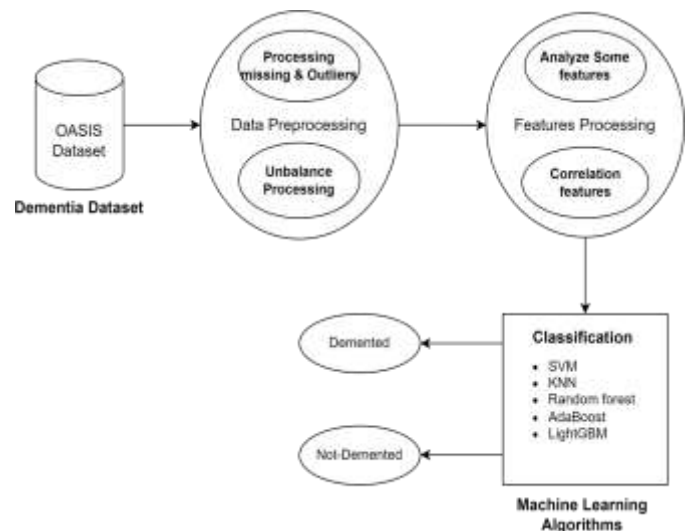 Processing
missing & Outliers
Analyze Some
features
OASIS
Dataset
Data Preprocessing
Features Processing
Unbalance
Processing
Correlation
features
Dementia Dataset
Classification
• SVM
• KNN
• Random forest
• AdaBoost
• LightGBM
Demented
Not-Demented
Machine Learning
Algorithms